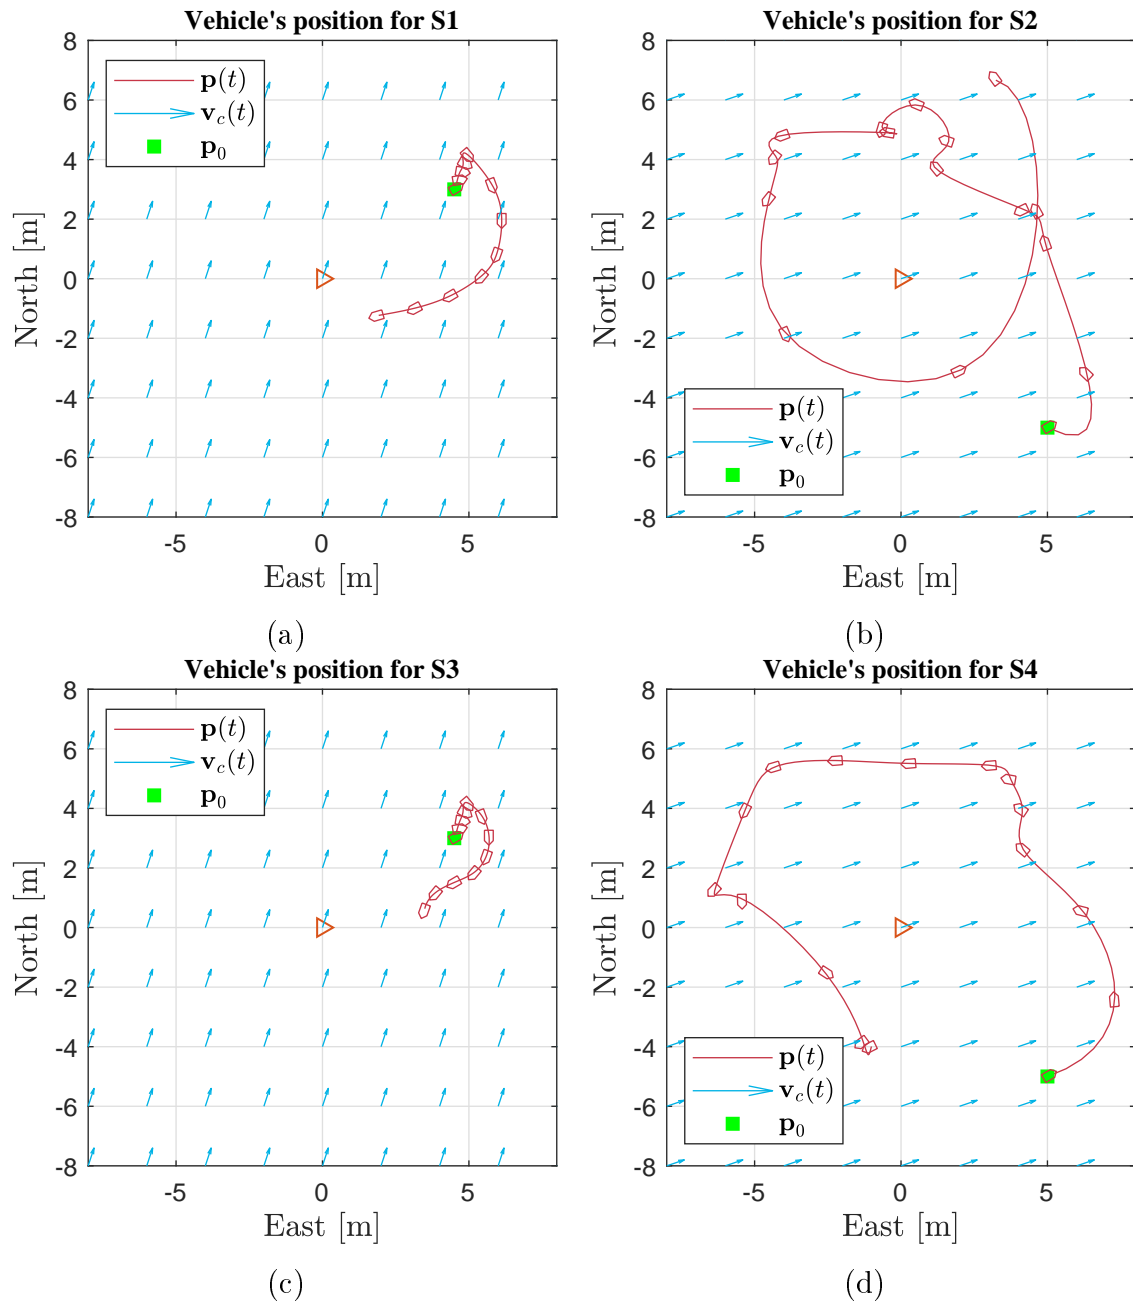 Vehicle's position for S1
p(t)
v_c(t)
p_0
8
6
4
2
0
-2
-4
-6
-8
North [m]
-5
0
5
East [m]
(a)
Vehicle's position for S2
8
6
4
2
0
-2
-4
-6
-8
North [m]
p(t)
v_c(t)
p_0
-5
0
5
East [m]
(b)
Vehicle's position for S3
p(t)
v_c(t)
p_0
8
6
4
2
0
-2
-4
-6
-8
North [m]
-5
0
5
East [m]
(c)
Vehicle's position for S4
8
6
4
2
0
-2
-4
-6
-8
North [m]
p(t)
v_c(t)
p_0
-5
0
5
East [m]
(d)